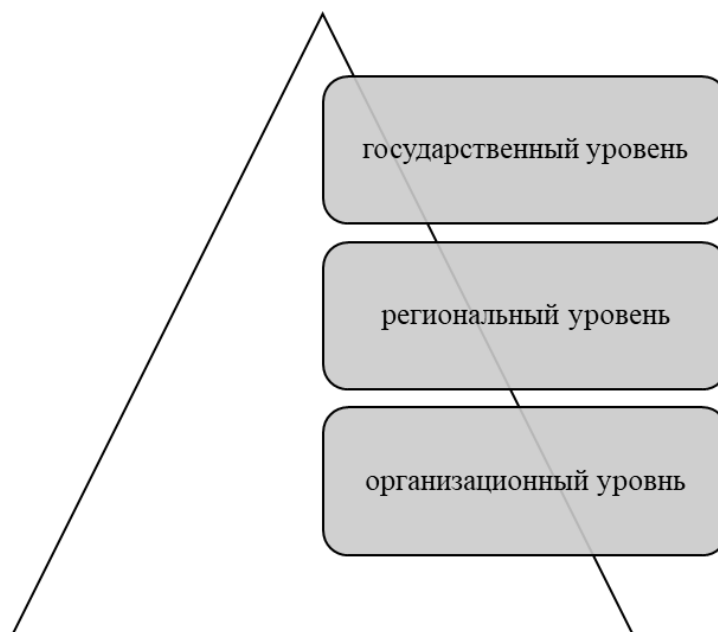 государственный уровень
региональный уровень
организационный уровнь